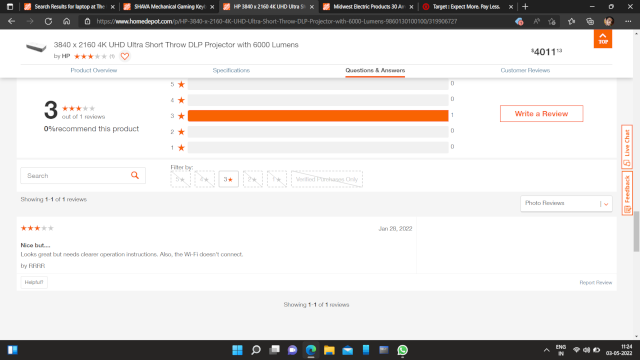 Search Results for laptop at The
SHAVA Mechanical Gaming Key
HP 3840 x 2160 4K UHD Ultra Sh
Midwest Electric Products 30 Am
Target : Expect More. Pay Less.
https://www.homedepot.com/p/HP-3840-x-2160-4K-UHD-Ultra-Short-Throw-DLP-Projector-with-6000-Lumens-9860130100100/319906727
3840 x 2160 4K UHD Ultra Short Throw DLP Projector with 6000 Lumens
by HP (1)
$4011 13
TOP
Product Overview Specifications Questions & Answers Customer Reviews
5 ★ 0
4 ★ 0
3 ★ 1
2 ★ 0
1 ★ 0
3
out of 1 reviews
0%recommend this product
Write a Review
Live Chat
Feedback
Search
Filter by:
5★ 4★ 3★ 2★ 1★ Verified Purchases Only
Showing 1-1 of 1 reviews
Photo Reviews
Jan 28, 2022
Nice but....
Looks great but needs clearer operation instructions. Also, the Wi-Fi doesn't connect.
by RRRR
Helpful?
Report Review
Showing 1-1 of 1 reviews
ENG
IN
11:24
03-05-2022